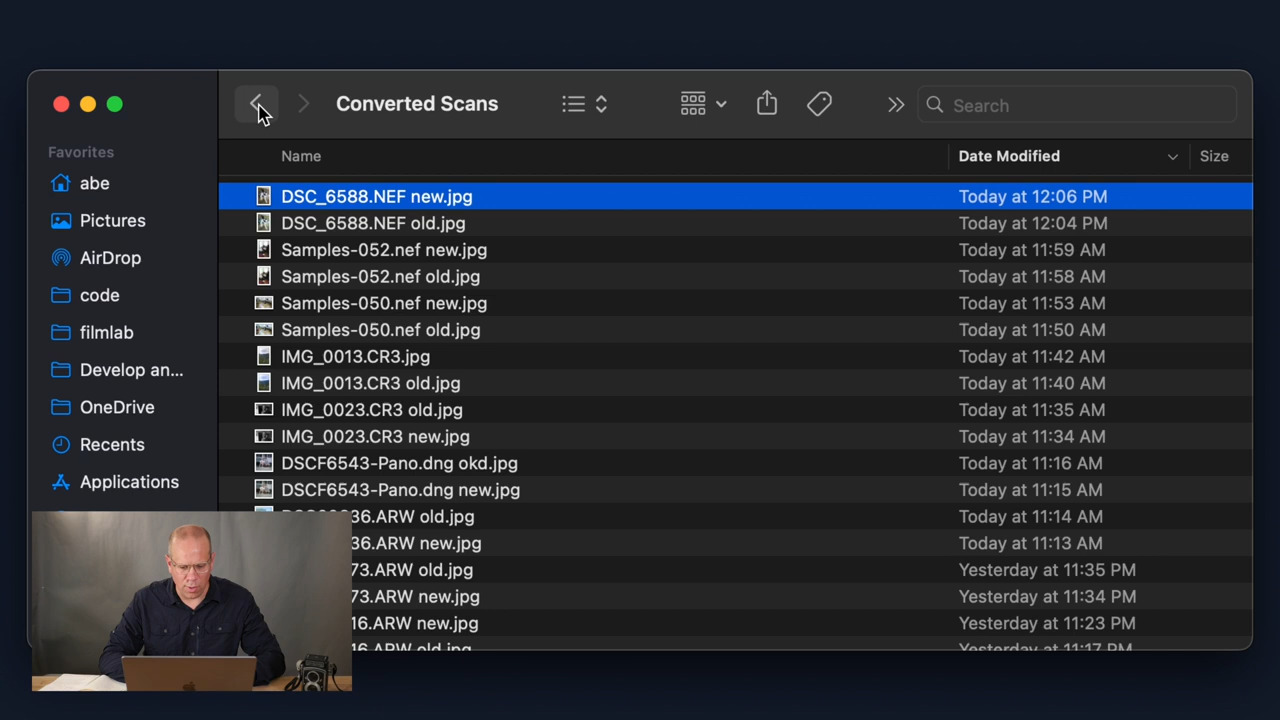 Converted Scans
Search
Favorites
abe
Pictures
AirDrop
code
filmlab
Develop an...
OneDrive
Recents
Applications
Name Date Modified Size
DSC_6588.NEF new.jpg Today at 12:06 PM
DSC_6588.NEF old.jpg Today at 12:04 PM
Samples-052.nef new.jpg Today at 11:59 AM
Samples-052.nef old.jpg Today at 11:58 AM
Samples-050.nef new.jpg Today at 11:53 AM
Samples-050.nef old.jpg Today at 11:50 AM
IMG_0013.CR3.jpg Today at 11:42 AM
IMG_0013.CR3 old.jpg Today at 11:40 AM
IMG_0023.CR3 old.jpg Today at 11:35 AM
IMG_0023.CR3 new.jpg Today at 11:34 AM
DSCF6543-Pano.dng okd.jpg Today at 11:16 AM
DSCF6543-Pano.dng new.jpg Today at 11:15 AM
36.ARW old.jpg Today at 11:14 AM
36.ARW new.jpg Today at 11:13 AM
73.ARW old.jpg Yesterday at 11:35 PM
73.ARW new.jpg Yesterday at 11:34 PM
16.ARW new.jpg Yesterday at 11:23 PM
16.ARW old.jpg Yesterday at 11:17 PM